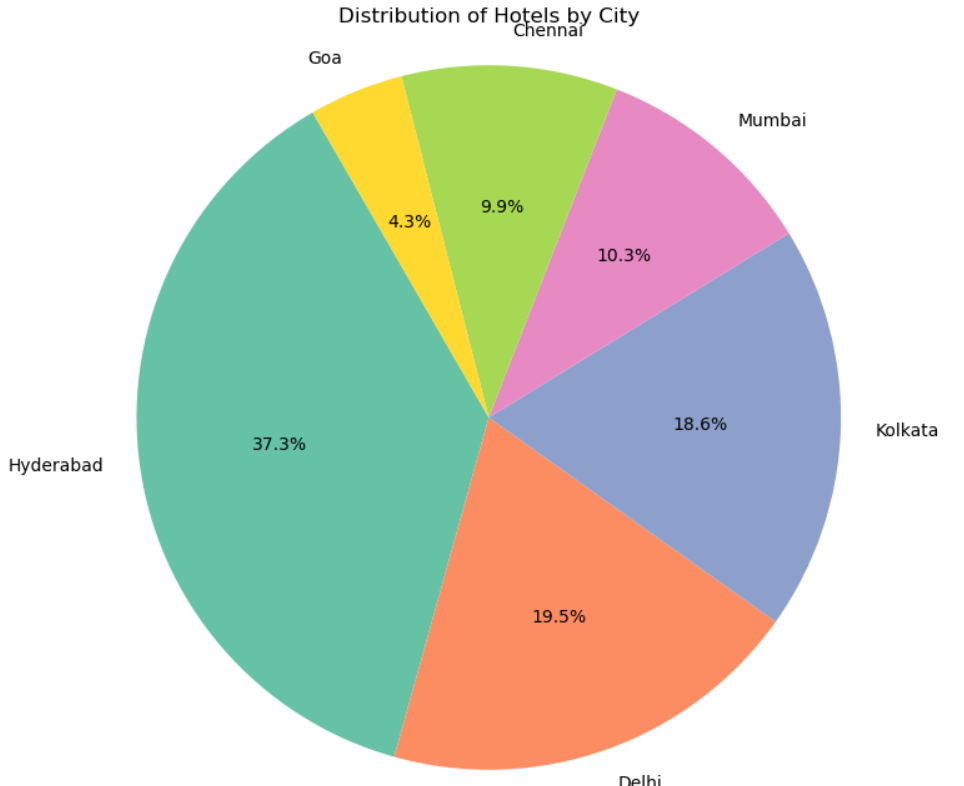 Distribution of Hotels by City
Chennai
Goa
Mumbai
9.9%
4.3%
10.3%
18.6%
Kolkata
37.3%
Hyderabad
19.5%
Delhi